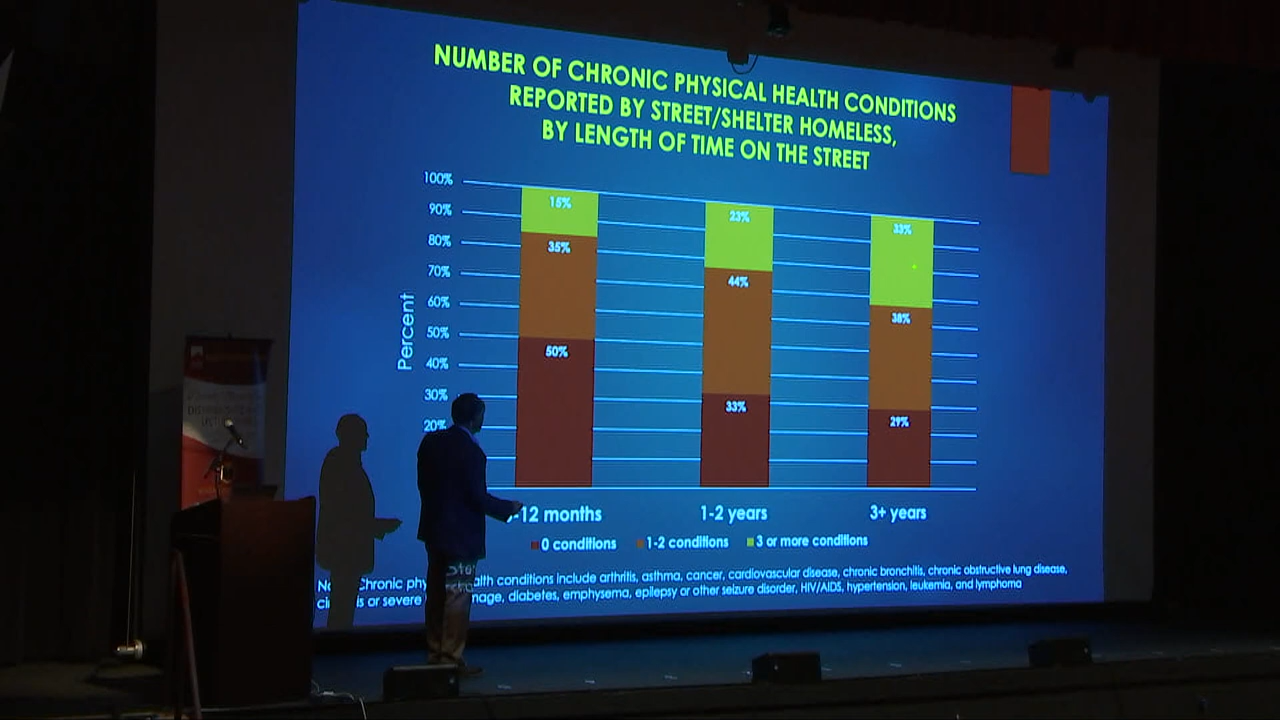 NUMBER OF CHRONIC PHYSICAL HEALTH CONDITIONS
REPORTED BY STREET/SHELTER HOMELESS,
BY LENGTH OF TIME ON THE STREET
100%
90%
80%
70%
60%
50%
40%
30%
20%
Percent
15%
35%
50%
23%
44%
33%
33%
38%
29%
-12 months
1-2 years
3+ years
0 conditions
1-2 conditions
3 or more conditions
Chronic conditions include arthritis, asthma, cancer, cardiovascular disease, chronic bronchitis, chronic obstructive lung disease,
or severe diabetes, emphysema, epilepsy or other seizure disorder, HIV/AIDS, hypertension, leukemia, and lymphoma